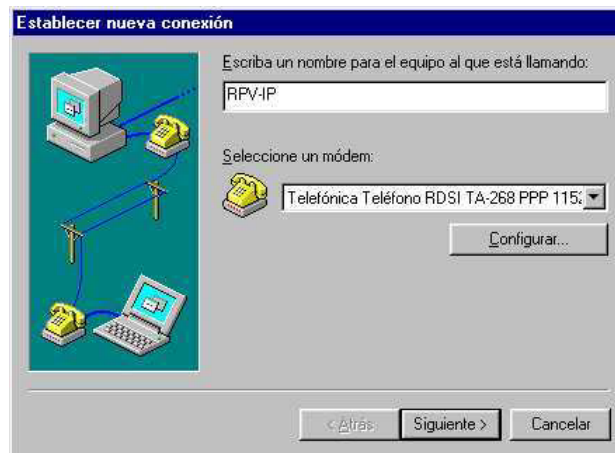 Establecer nueva conexión
Escriba un nombre para el equipo al que está llamando:
RPV-IP
Seleccione un módem:
Telefónica Teléfono RDSI TA-268 PPP 1152
Configurar...
< Atrás
Siguiente >
Cancelar